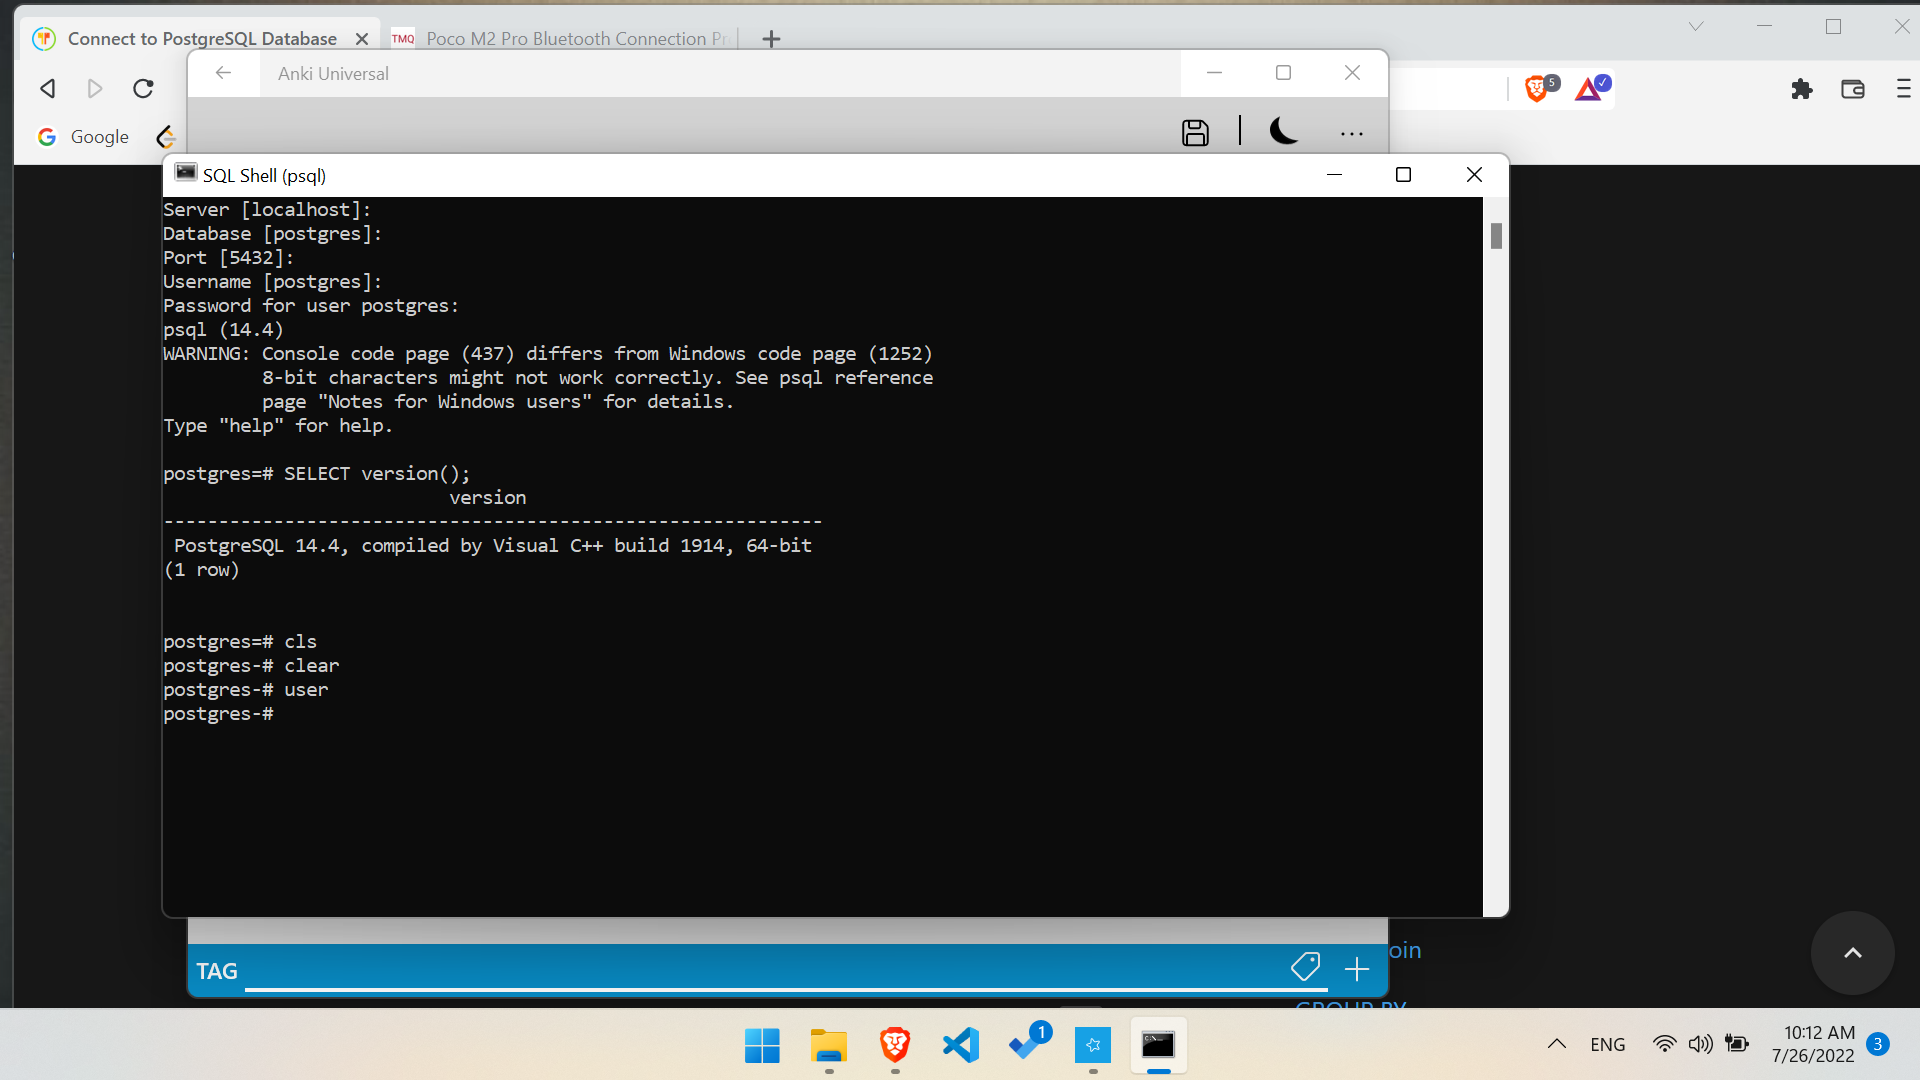 Connect to PostgreSQL Database
TMQ Poco M2 Pro Bluetooth Connection Pr
Anki Universal
5
Google
SQL Shell (psql)
Server [localhost]:
Database [postgres]:
Port [5432]:
Username [postgres]:
Password for user postgres:
psql (14.4)
WARNING: Console code page (437) differs from Windows code page (1252)
         8-bit characters might not work correctly. See psql reference
         page "Notes for Windows users" for details.
Type "help" for help.
postgres=# SELECT version();
                          version
------------------------------------------------------------
 PostgreSQL 14.4, compiled by Visual C++ build 1914, 64-bit
(1 row)
postgres=# cls
postgres-# clear
postgres-# user
postgres-#
oin
TAG
GROUP BY
1
ENG
10:12 AM
7/26/2022
3